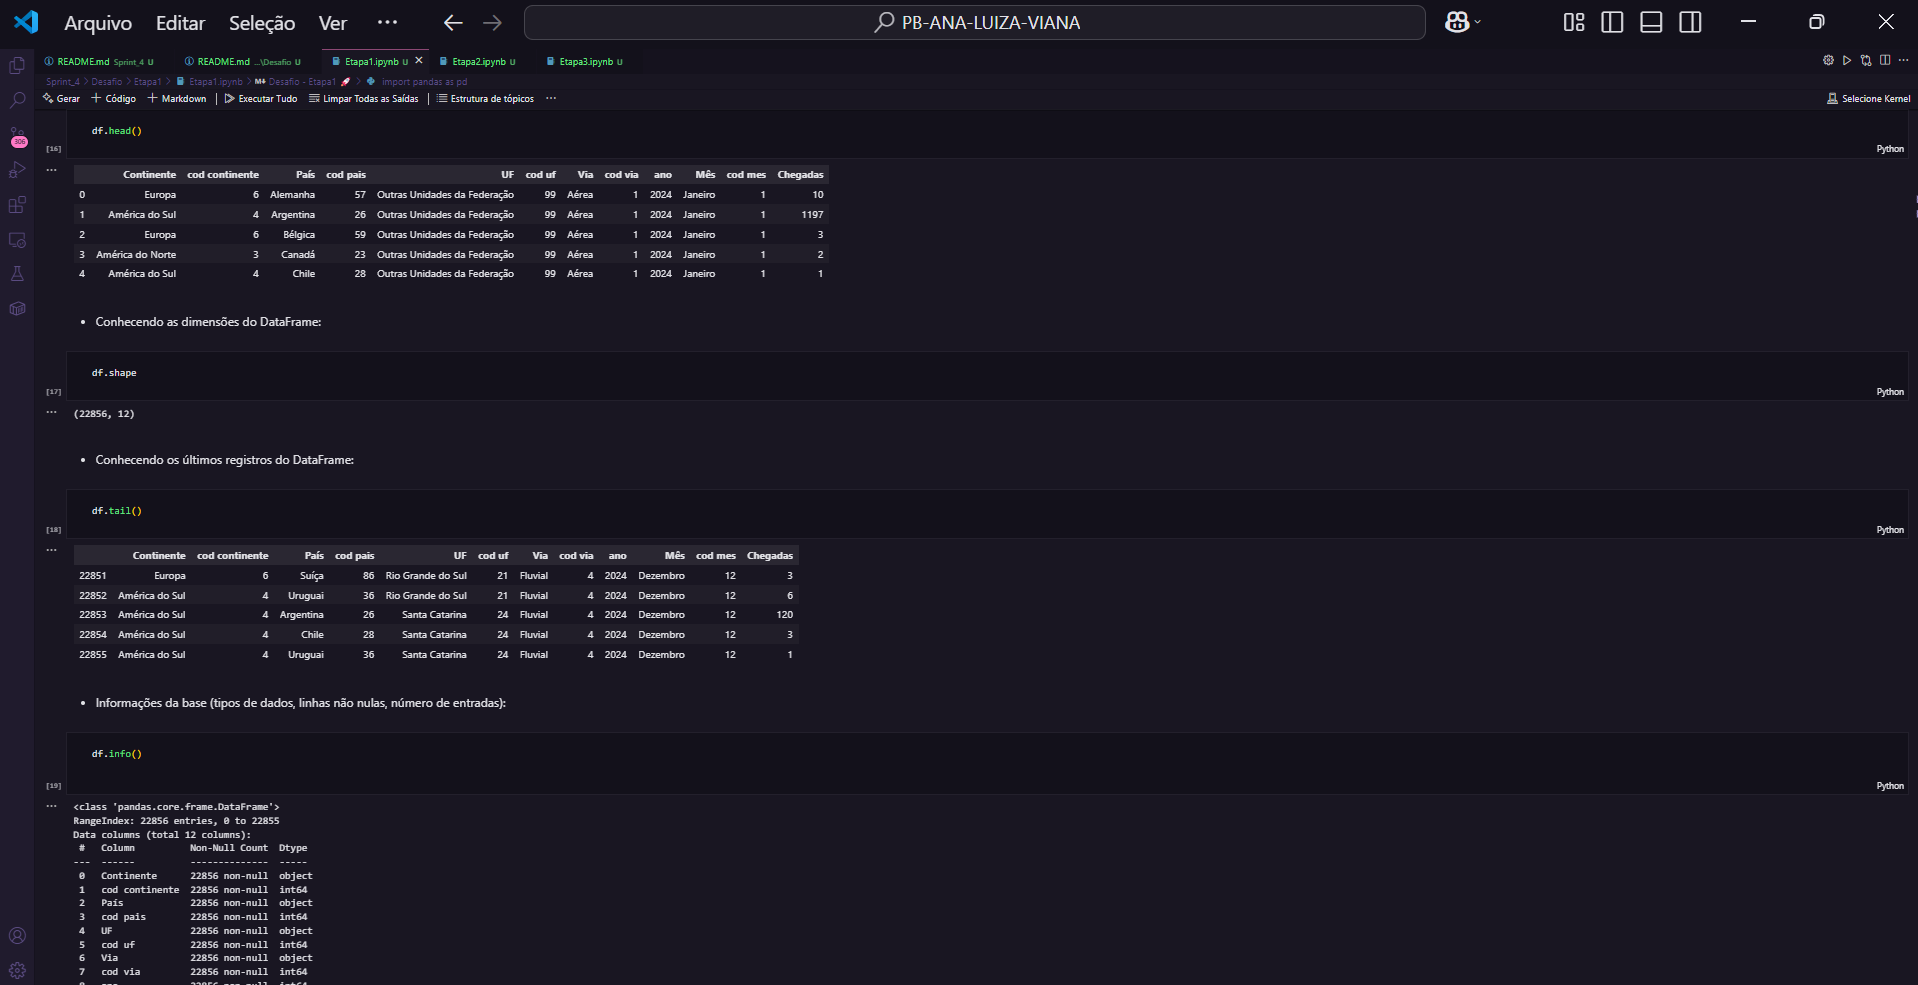 Arquivo Editar Seleção Ver ··· PB-ANA-LUIZA-VIANA
README.md Sprint_4 U README.md ...\Desafio U Etapa1.ipynb U Etapa2.ipynb U Etapa3.ipynb U
Sprint_4 > Desafio > Etapa1 > Etapa1.ipynb > M↓ Desafio - Etapa1 🚀 > import pandas as pd
Gerar + Código + Markdown | Executar Tudo Limpar Todas as Saídas | Estrutura de tópicos ··· Selecione Kernel
306
df.head()
[16] Python
Continente cod continente País cod pais UF cod uf Via cod via ano Mês cod mes Chegadas
0 Europa 6 Alemanha 57 Outras Unidades da Federação 99 Aérea 1 2024 Janeiro 1 10
1 América do Sul 4 Argentina 26 Outras Unidades da Federação 99 Aérea 1 2024 Janeiro 1 1197
2 Europa 6 Bélgica 59 Outras Unidades da Federação 99 Aérea 1 2024 Janeiro 1 3
3 América do Norte 3 Canadá 23 Outras Unidades da Federação 99 Aérea 1 2024 Janeiro 1 2
4 América do Sul 4 Chile 28 Outras Unidades da Federação 99 Aérea 1 2024 Janeiro 1 1
• Conhecendo as dimensões do DataFrame:
df.shape
[17] Python
(22856, 12)
• Conhecendo os últimos registros do DataFrame:
df.tail()
[18] Python
Continente cod continente País cod pais UF cod uf Via cod via ano Mês cod mes Chegadas
22851 Europa 6 Suíça 86 Rio Grande do Sul 21 Fluvial 4 2024 Dezembro 12 3
22852 América do Sul 4 Uruguai 36 Rio Grande do Sul 21 Fluvial 4 2024 Dezembro 12 6
22853 América do Sul 4 Argentina 26 Santa Catarina 24 Fluvial 4 2024 Dezembro 12 120
22854 América do Sul 4 Chile 28 Santa Catarina 24 Fluvial 4 2024 Dezembro 12 3
22855 América do Sul 4 Uruguai 36 Santa Catarina 24 Fluvial 4 2024 Dezembro 12 1
• Informações da base (tipos de dados, linhas não nulas, número de entradas):
df.info()
[19] Python
<class 'pandas.core.frame.DataFrame'>
RangeIndex: 22856 entries, 0 to 22855
Data columns (total 12 columns):
# Column Non-Null Count Dtype
--- ------ -------------- -----
0 Continente 22856 non-null object
1 cod continente 22856 non-null int64
2 País 22856 non-null object
3 cod pais 22856 non-null int64
4 UF 22856 non-null object
5 cod uf 22856 non-null int64
6 Via 22856 non-null object
7 cod via 22856 non-null int64